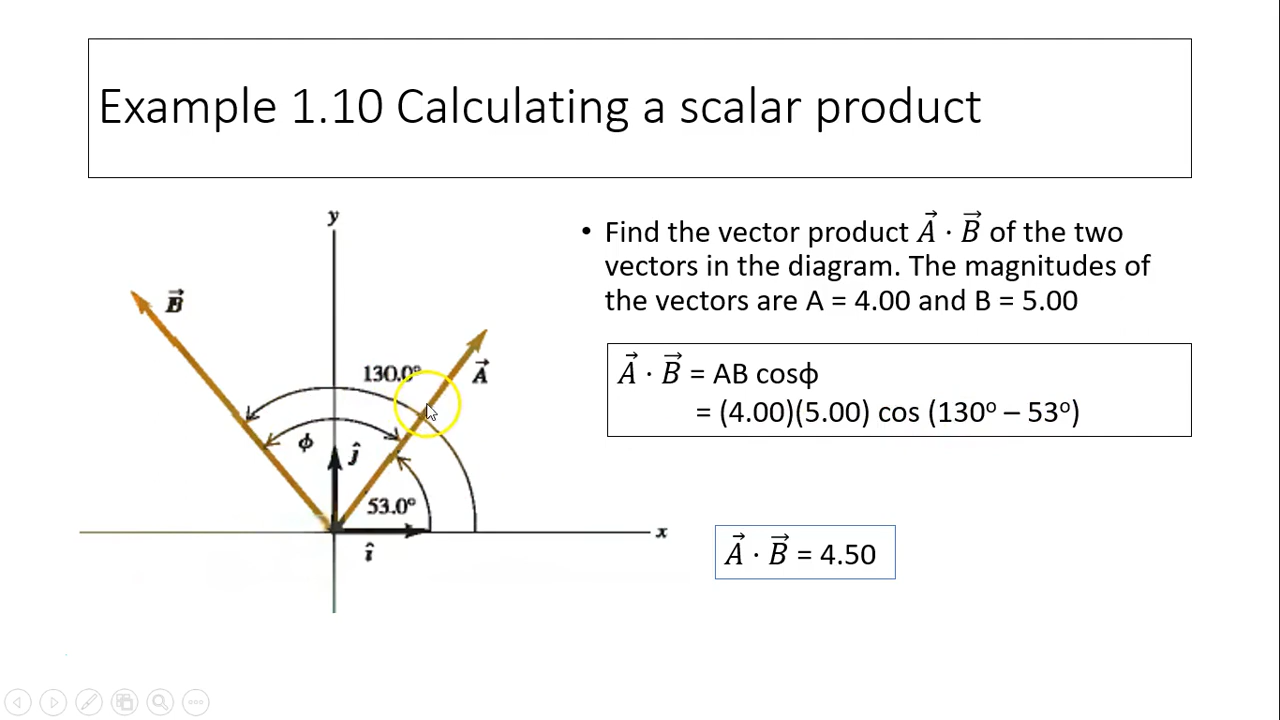 Example 1.10 Calculating a scalar product
y
• Find the vector product A⃗ · B⃗ of the two
vectors in the diagram. The magnitudes of
the vectors are A = 4.00 and B = 5.00
B⃗
130.0°
A⃗
A⃗ · B⃗ = AB cosϕ
= (4.00)(5.00) cos (130º – 53º)
ϕ
ĵ
53.0°
x
î
A⃗ · B⃗ = 4.50